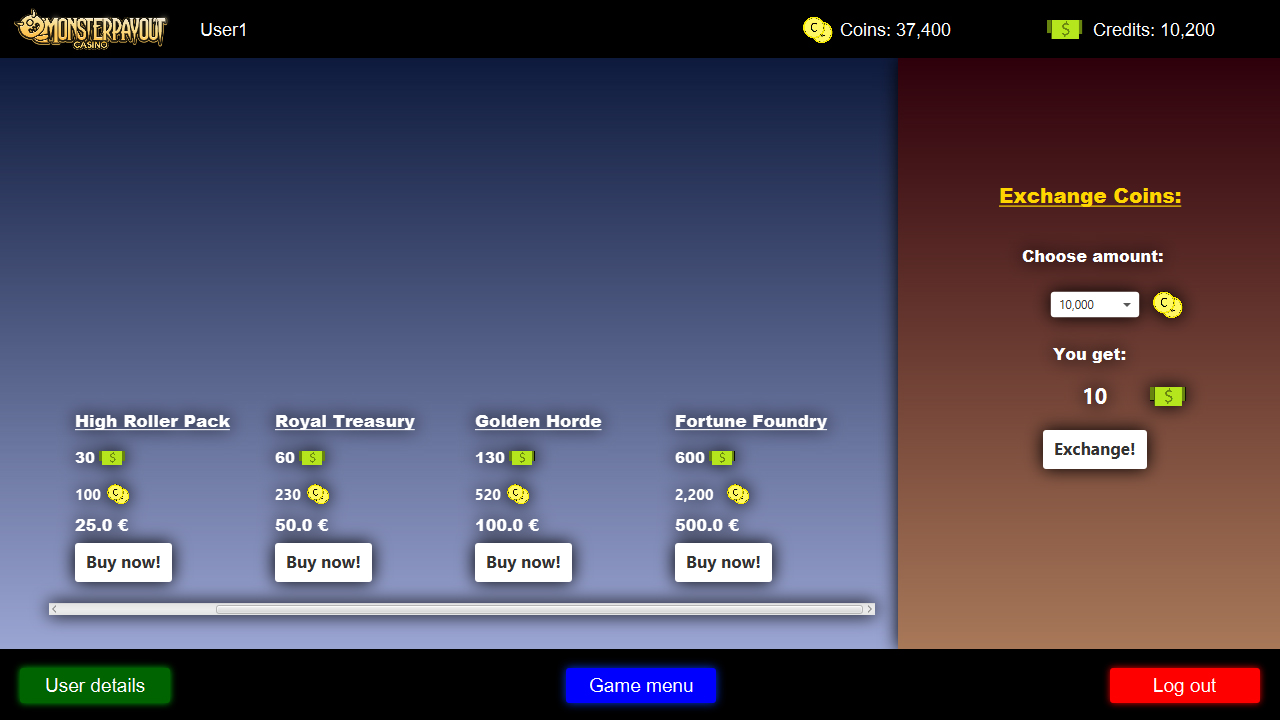 MONSTERPAYOUT
CASINO
User1
Coins: 37,400
Credits: 10,200
Exchange Coins:
Choose amount:
10,000
You get:
10
Exchange!
High Roller Pack
30
100
25.0 €
Buy now!
Royal Treasury
60
230
50.0 €
Buy now!
Golden Horde
130
520
100.0 €
Buy now!
Fortune Foundry
600
2,200
500.0 €
Buy now!
User details
Game menu
Log out